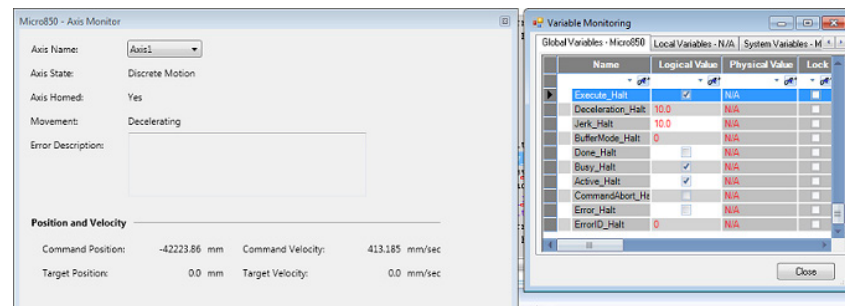 Micro850 - Axis Monitor
Axis Name: Axis1
Axis State: Discrete Motion
Axis Homed: Yes
Movement: Decelerating
Error Description:
Position and Velocity
Command Position: -42223.86 mm Command Velocity: 413.185 mm/sec
Target Position: 0.0 mm Target Velocity: 0.0 mm/sec
Variable Monitoring
Global Variables - Micro850 Local Variables - N/A System Variables - M
Name Logical Value Physical Value Lock
Execute_Halt N/A
Deceleration_Halt 10.0 N/A
Jerk_Halt 10.0 N/A
BufferMode_Halt 0 N/A
Done_Halt N/A
Busy_Halt N/A
Active_Halt N/A
CommandAbort_Ha N/A
Error_Halt N/A
ErrorID_Halt 0 N/A
Close